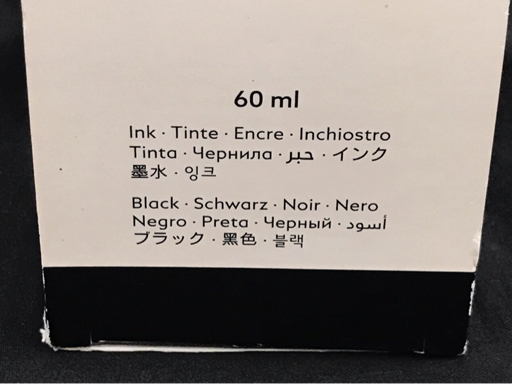 60 ml
Ink · Tinte · Encre · Inchiostro
Tinta · Чернила · حبر · インク
墨水 · 잉크
Black · Schwarz · Noir · Nero
Negro · Preta · Черный · أسود
ブラック · 黑色 · 블랙